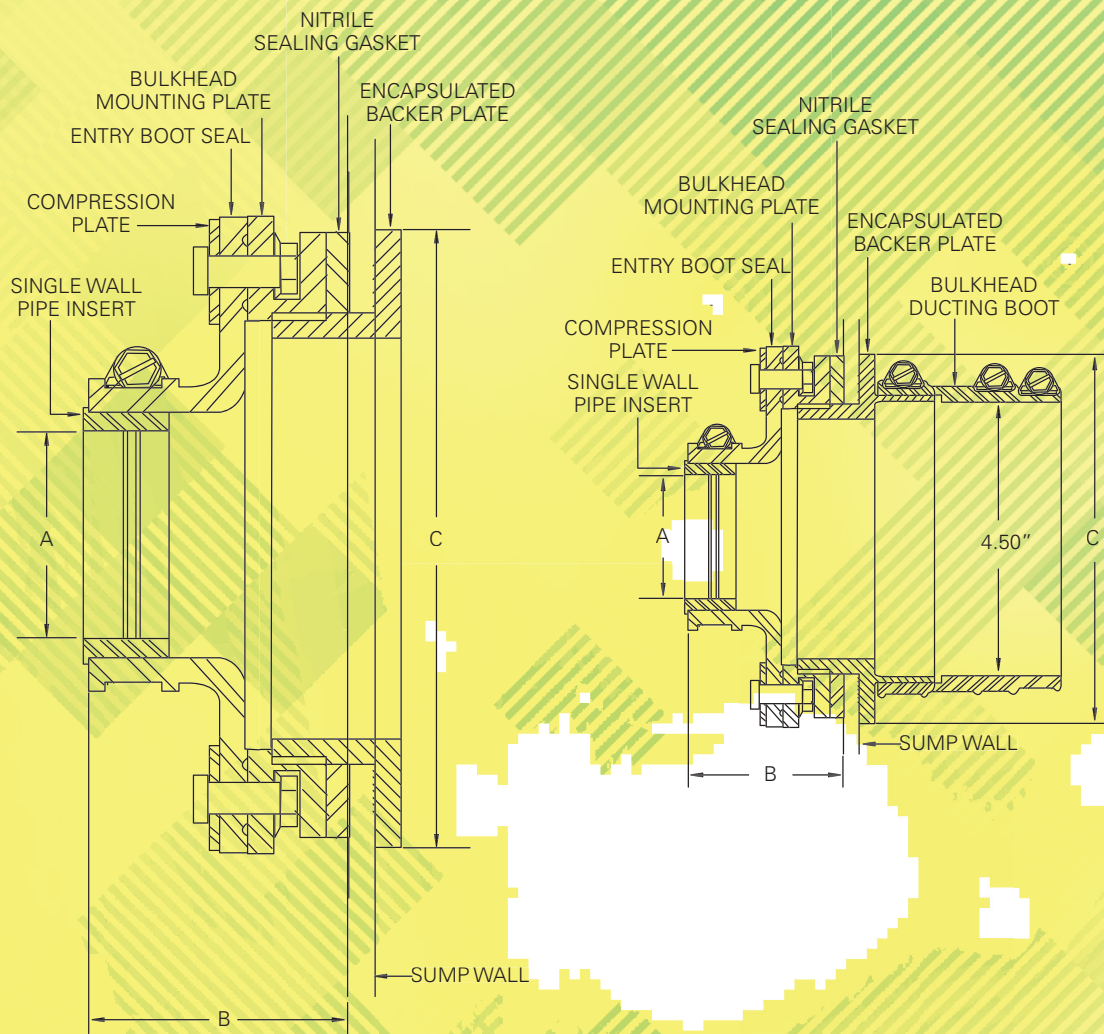 NITRILE
SEALING GASKET
BULKHEAD
MOUNTING PLATE
ENCAPSULATED
BACKER PLATE
ENTRY BOOT SEAL
COMPRESSION
PLATE
SINGLE WALL
PIPE INSERT
A
C
SUMP WALL
B
NITRILE
SEALING GASKET
BULKHEAD
MOUNTING PLATE
ENCAPSULATED
BACKER PLATE
ENTRY BOOT SEAL
BULKHEAD
DUCTING BOOT
COMPRESSION
PLATE
SINGLE WALL
PIPE INSERT
A
4.50”
C
SUMP WALL
B